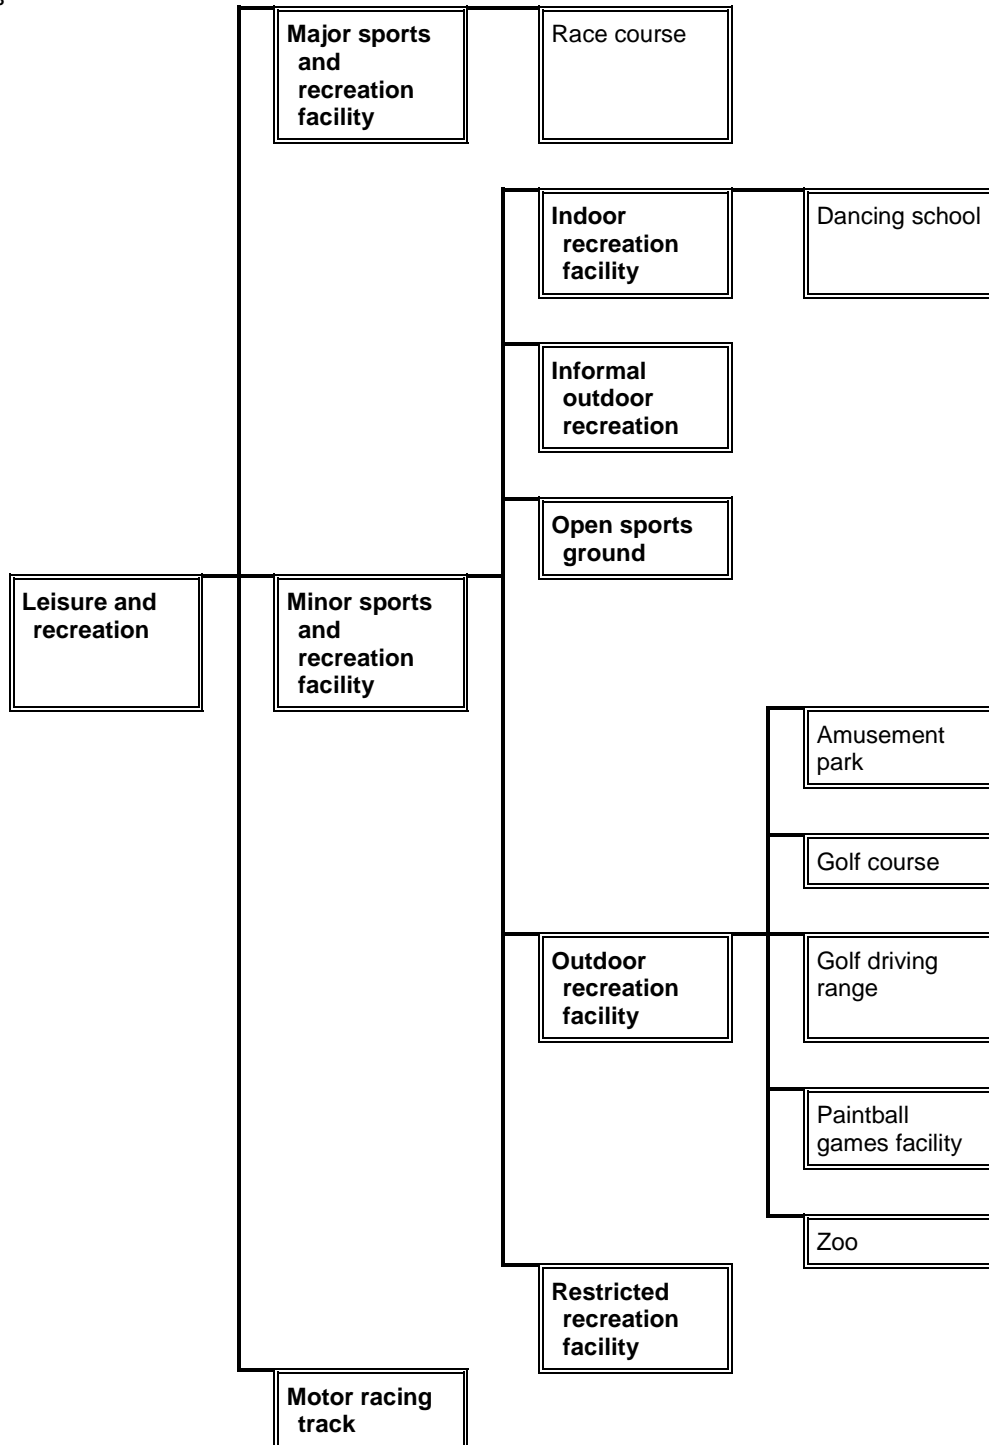 Major sports
and
recreation
facility
Race course
Indoor
recreation
facility
Dancing school
Informal
outdoor
recreation
Open sports
ground
Leisure and
recreation
Minor sports
and
recreation
facility
Amusement
park
Golf course
Outdoor
recreation
facility
Golf driving
range
Paintball
games facility
Zoo
Restricted
recreation
facility
Motor racing
track